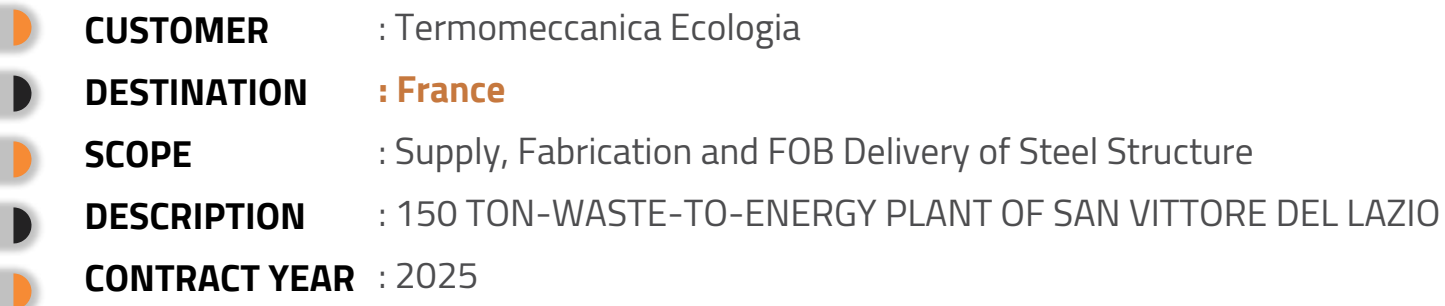 CUSTOMER : Termomeccanica Ecologia
DESTINATION : France
SCOPE : Supply, Fabrication and FOB Delivery of Steel Structure
DESCRIPTION : 150 TON-WASTE-TO-ENERGY PLANT OF SAN VITTORE DEL LAZIO
CONTRACT YEAR : 2025